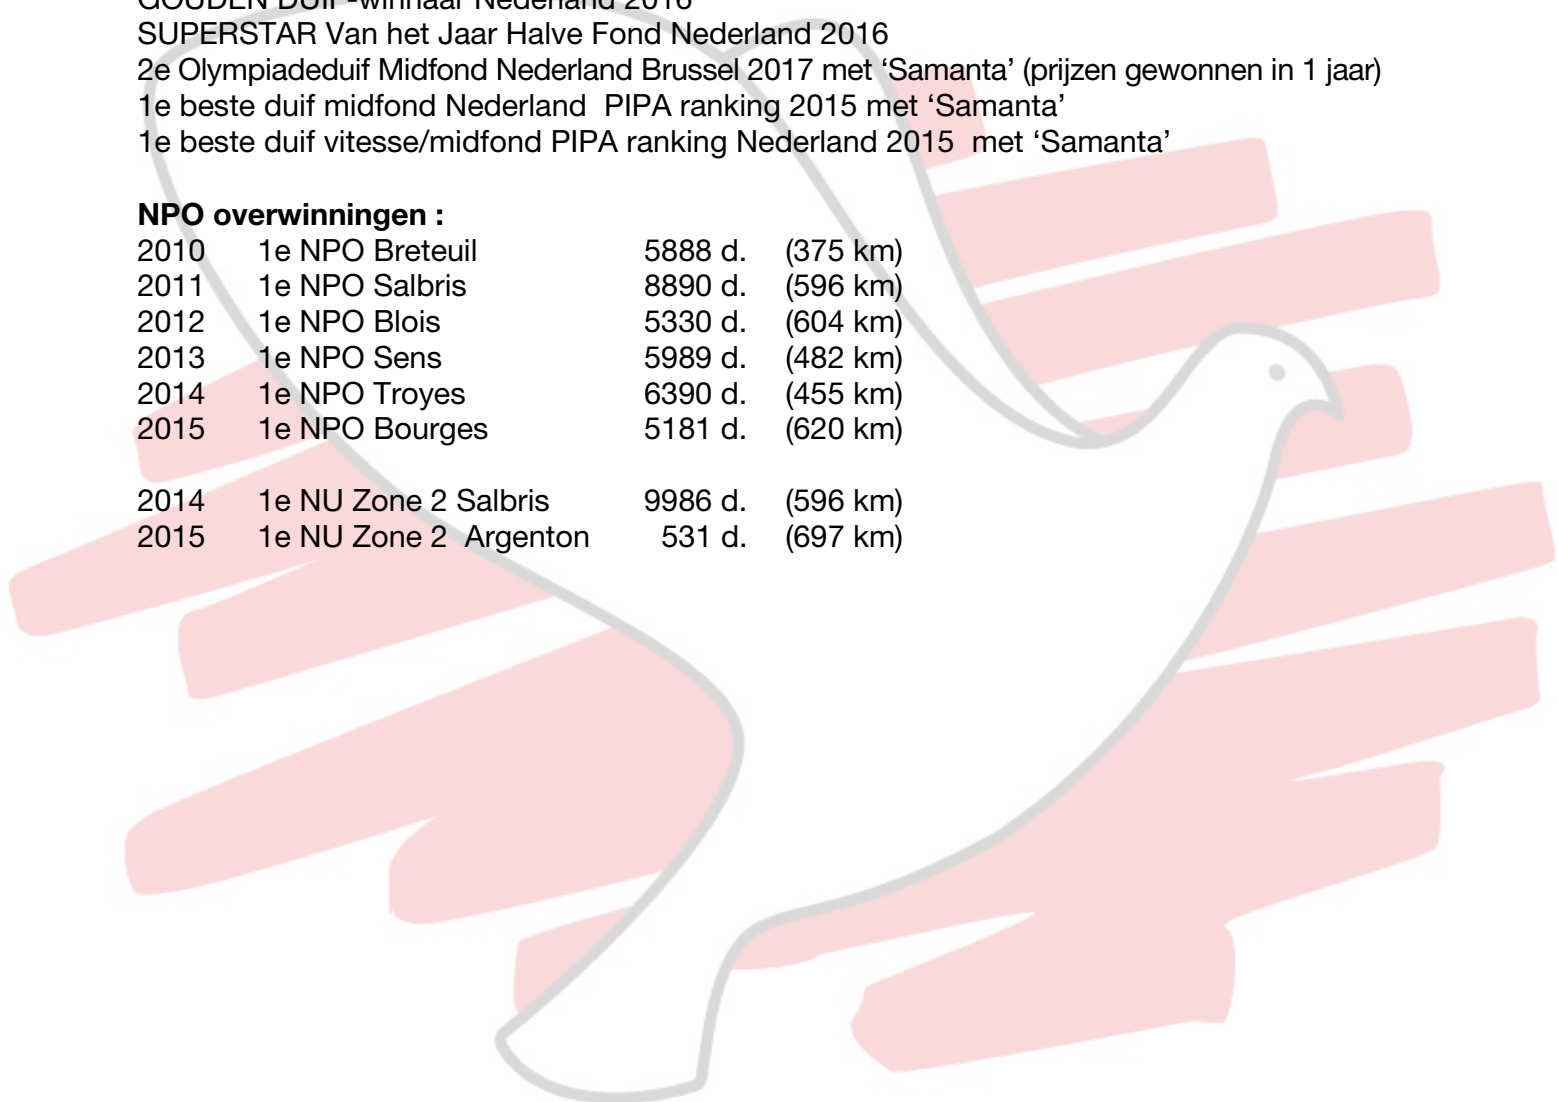 GOUDEN DUIF-winnaar Nederland 2016
SUPERSTAR Van het Jaar Halve Fond Nederland 2016
2e Olympiadeduif Midfond Nederland Brussel 2017 met ‘Samanta’ (prijzen gewonnen in 1 jaar)
1e beste duif midfond Nederland  PIPA ranking 2015 met ‘Samanta’
1e beste duif vitesse/midfond PIPA ranking Nederland 2015  met ‘Samanta’
NPO overwinningen :
2010 1e NPO Breteuil 5888 d. (375 km)
2011 1e NPO Salbris 8890 d. (596 km)
2012 1e NPO Blois 5330 d. (604 km)
2013 1e NPO Sens 5989 d. (482 km)
2014 1e NPO Troyes 6390 d. (455 km)
2015 1e NPO Bourges 5181 d. (620 km)
2014 1e NU Zone 2 Salbris 9986 d. (596 km)
2015 1e NU Zone 2  Argenton 531 d. (697 km)